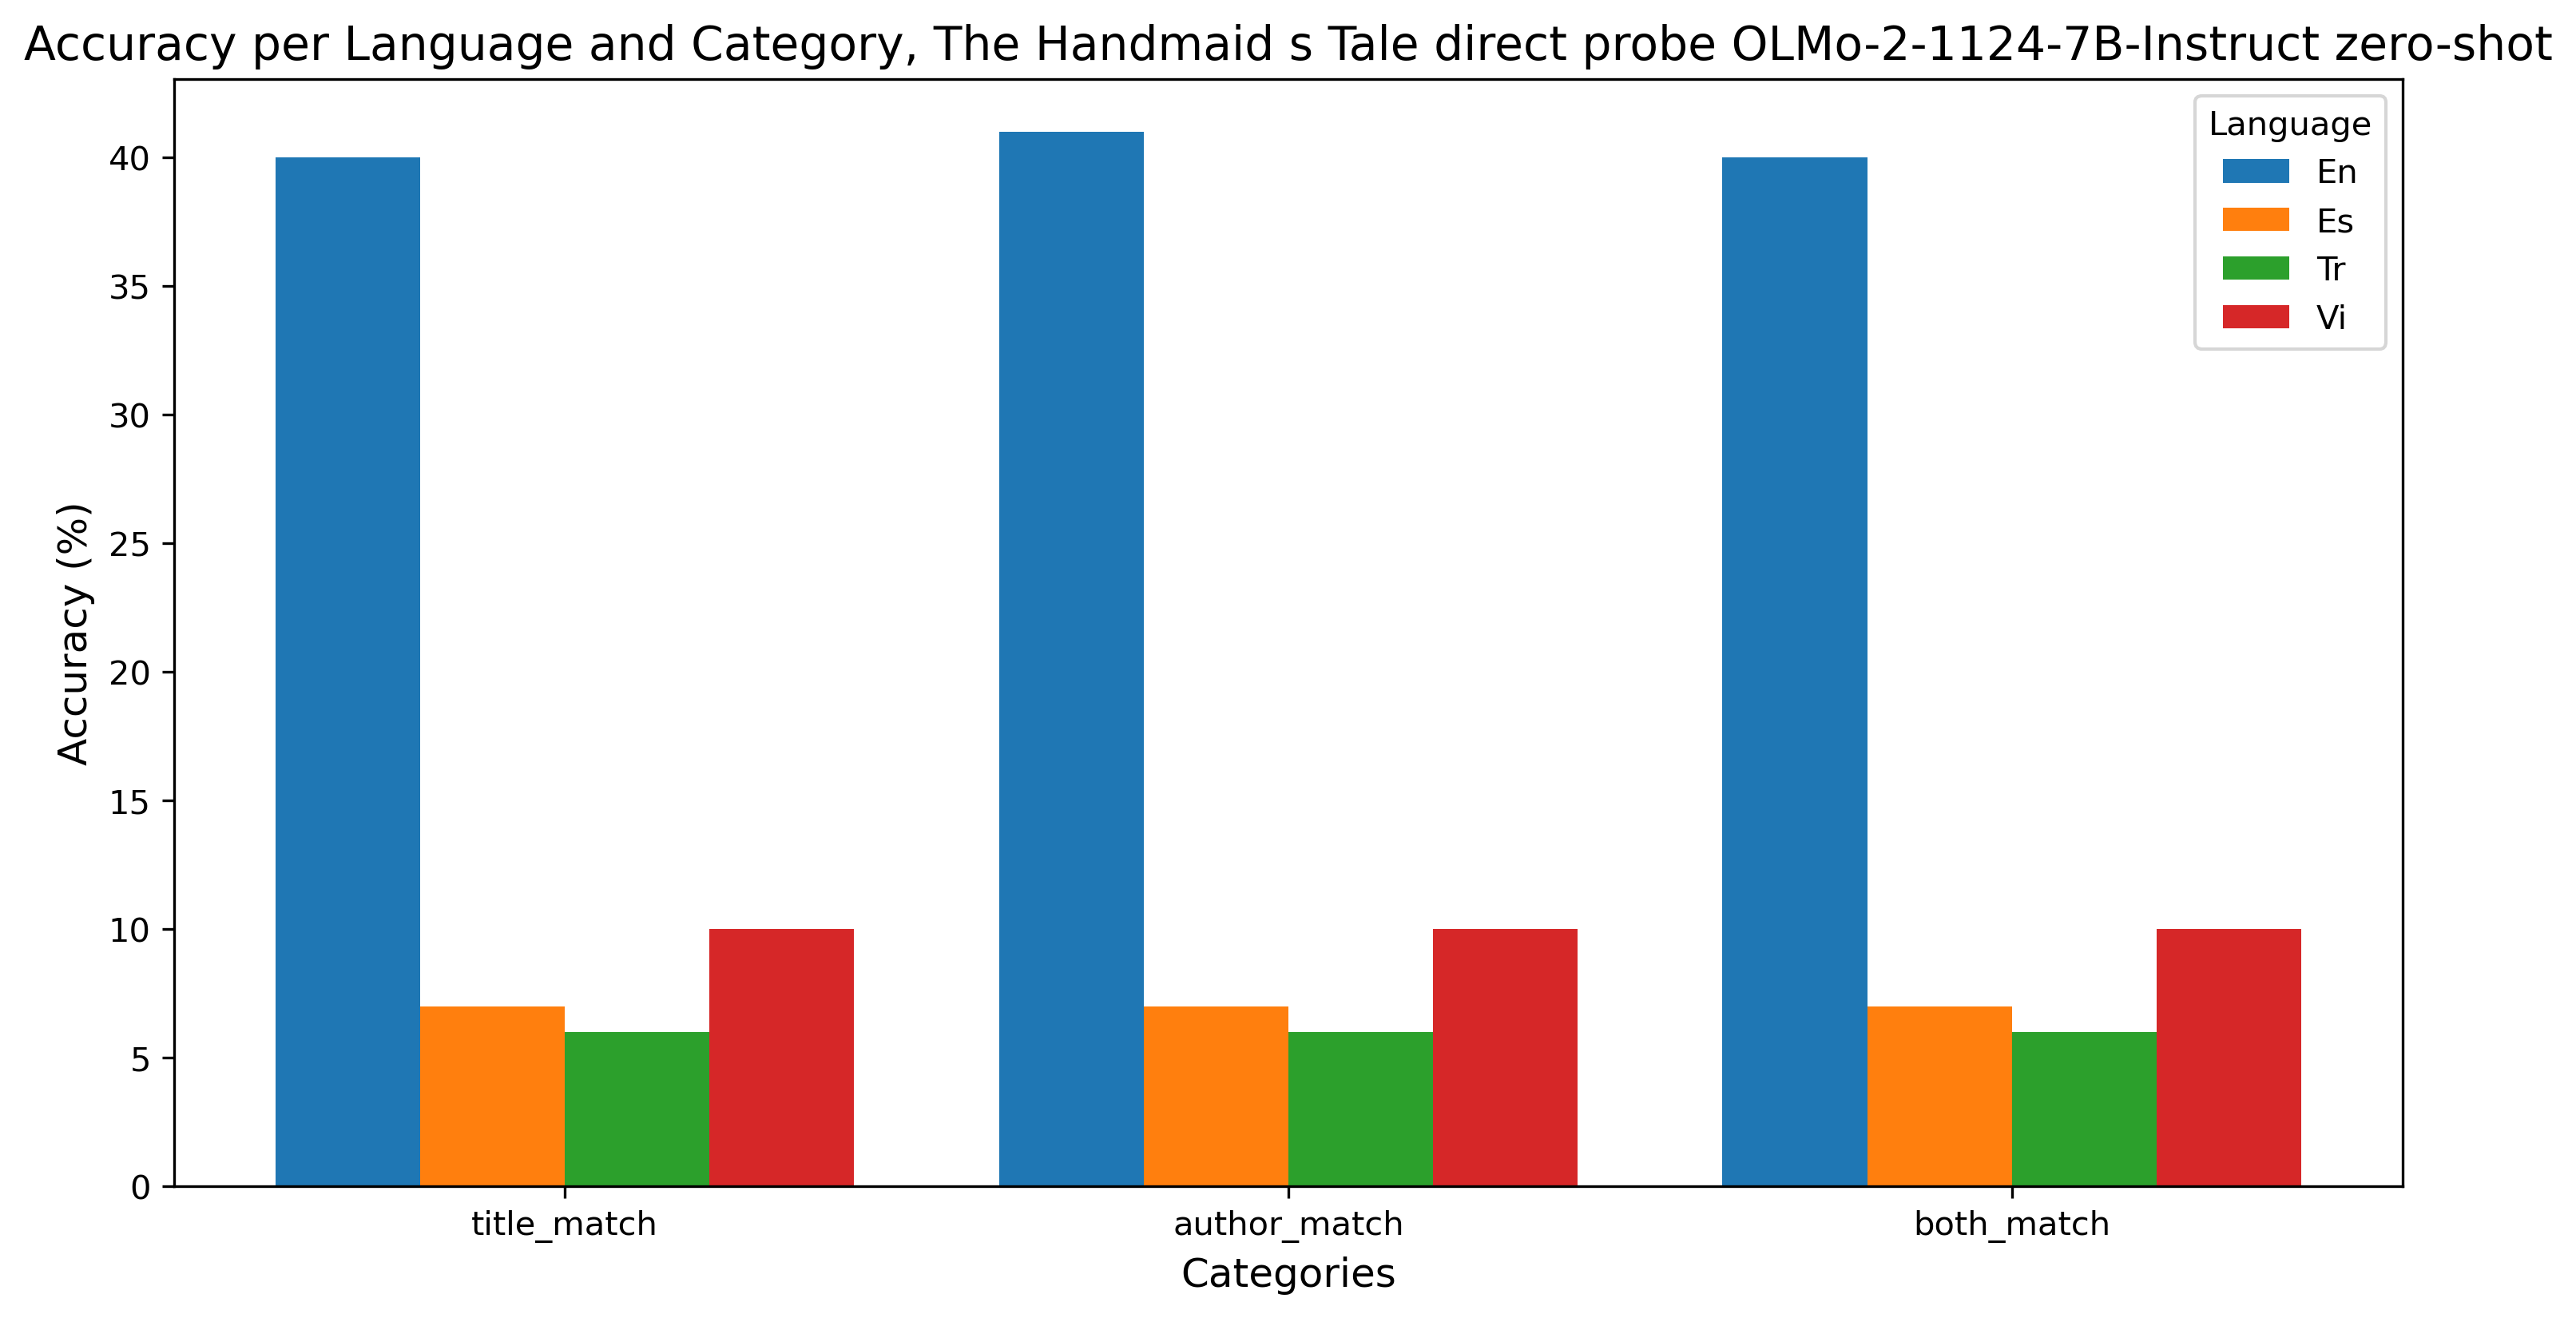 Accuracy per Language and Category, The Handmaid s Tale direct probe OLMo-2-1124-7B-Instruct zero-shot
Language
En
Es
Tr
Vi
Accuracy (%)
40
35
30
25
20
15
10
5
0
title_match
author_match
both_match
Categories